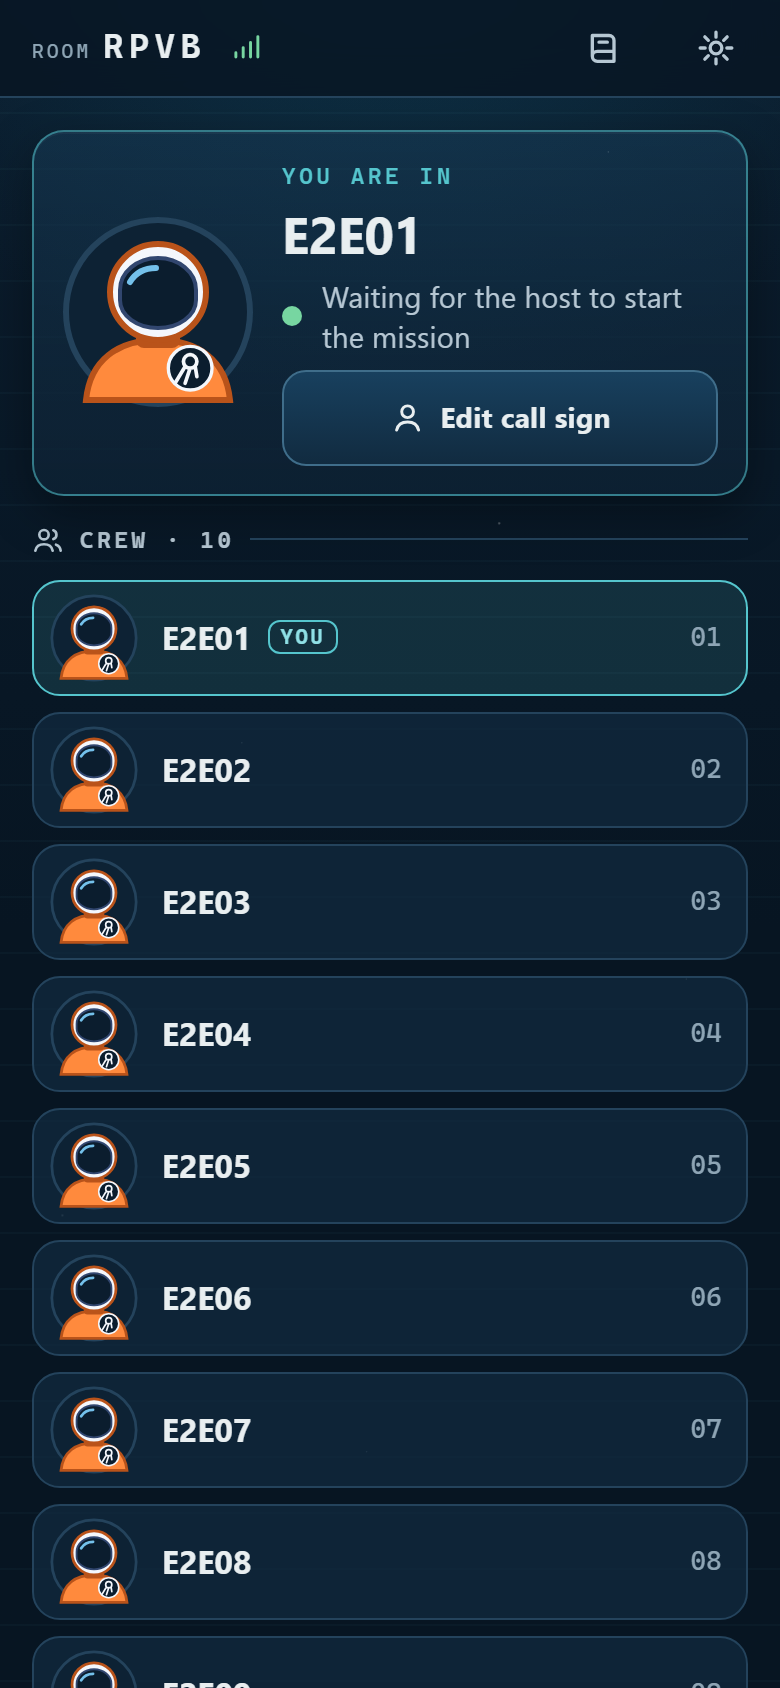 ROOM RPVB
YOU ARE IN
E2E01
Waiting for the host to start
the mission
Edit call sign
CREW · 10
E2E01 YOU 01
E2E02 02
E2E03 03
E2E04 04
E2E05 05
E2E06 06
E2E07 07
E2E08 08